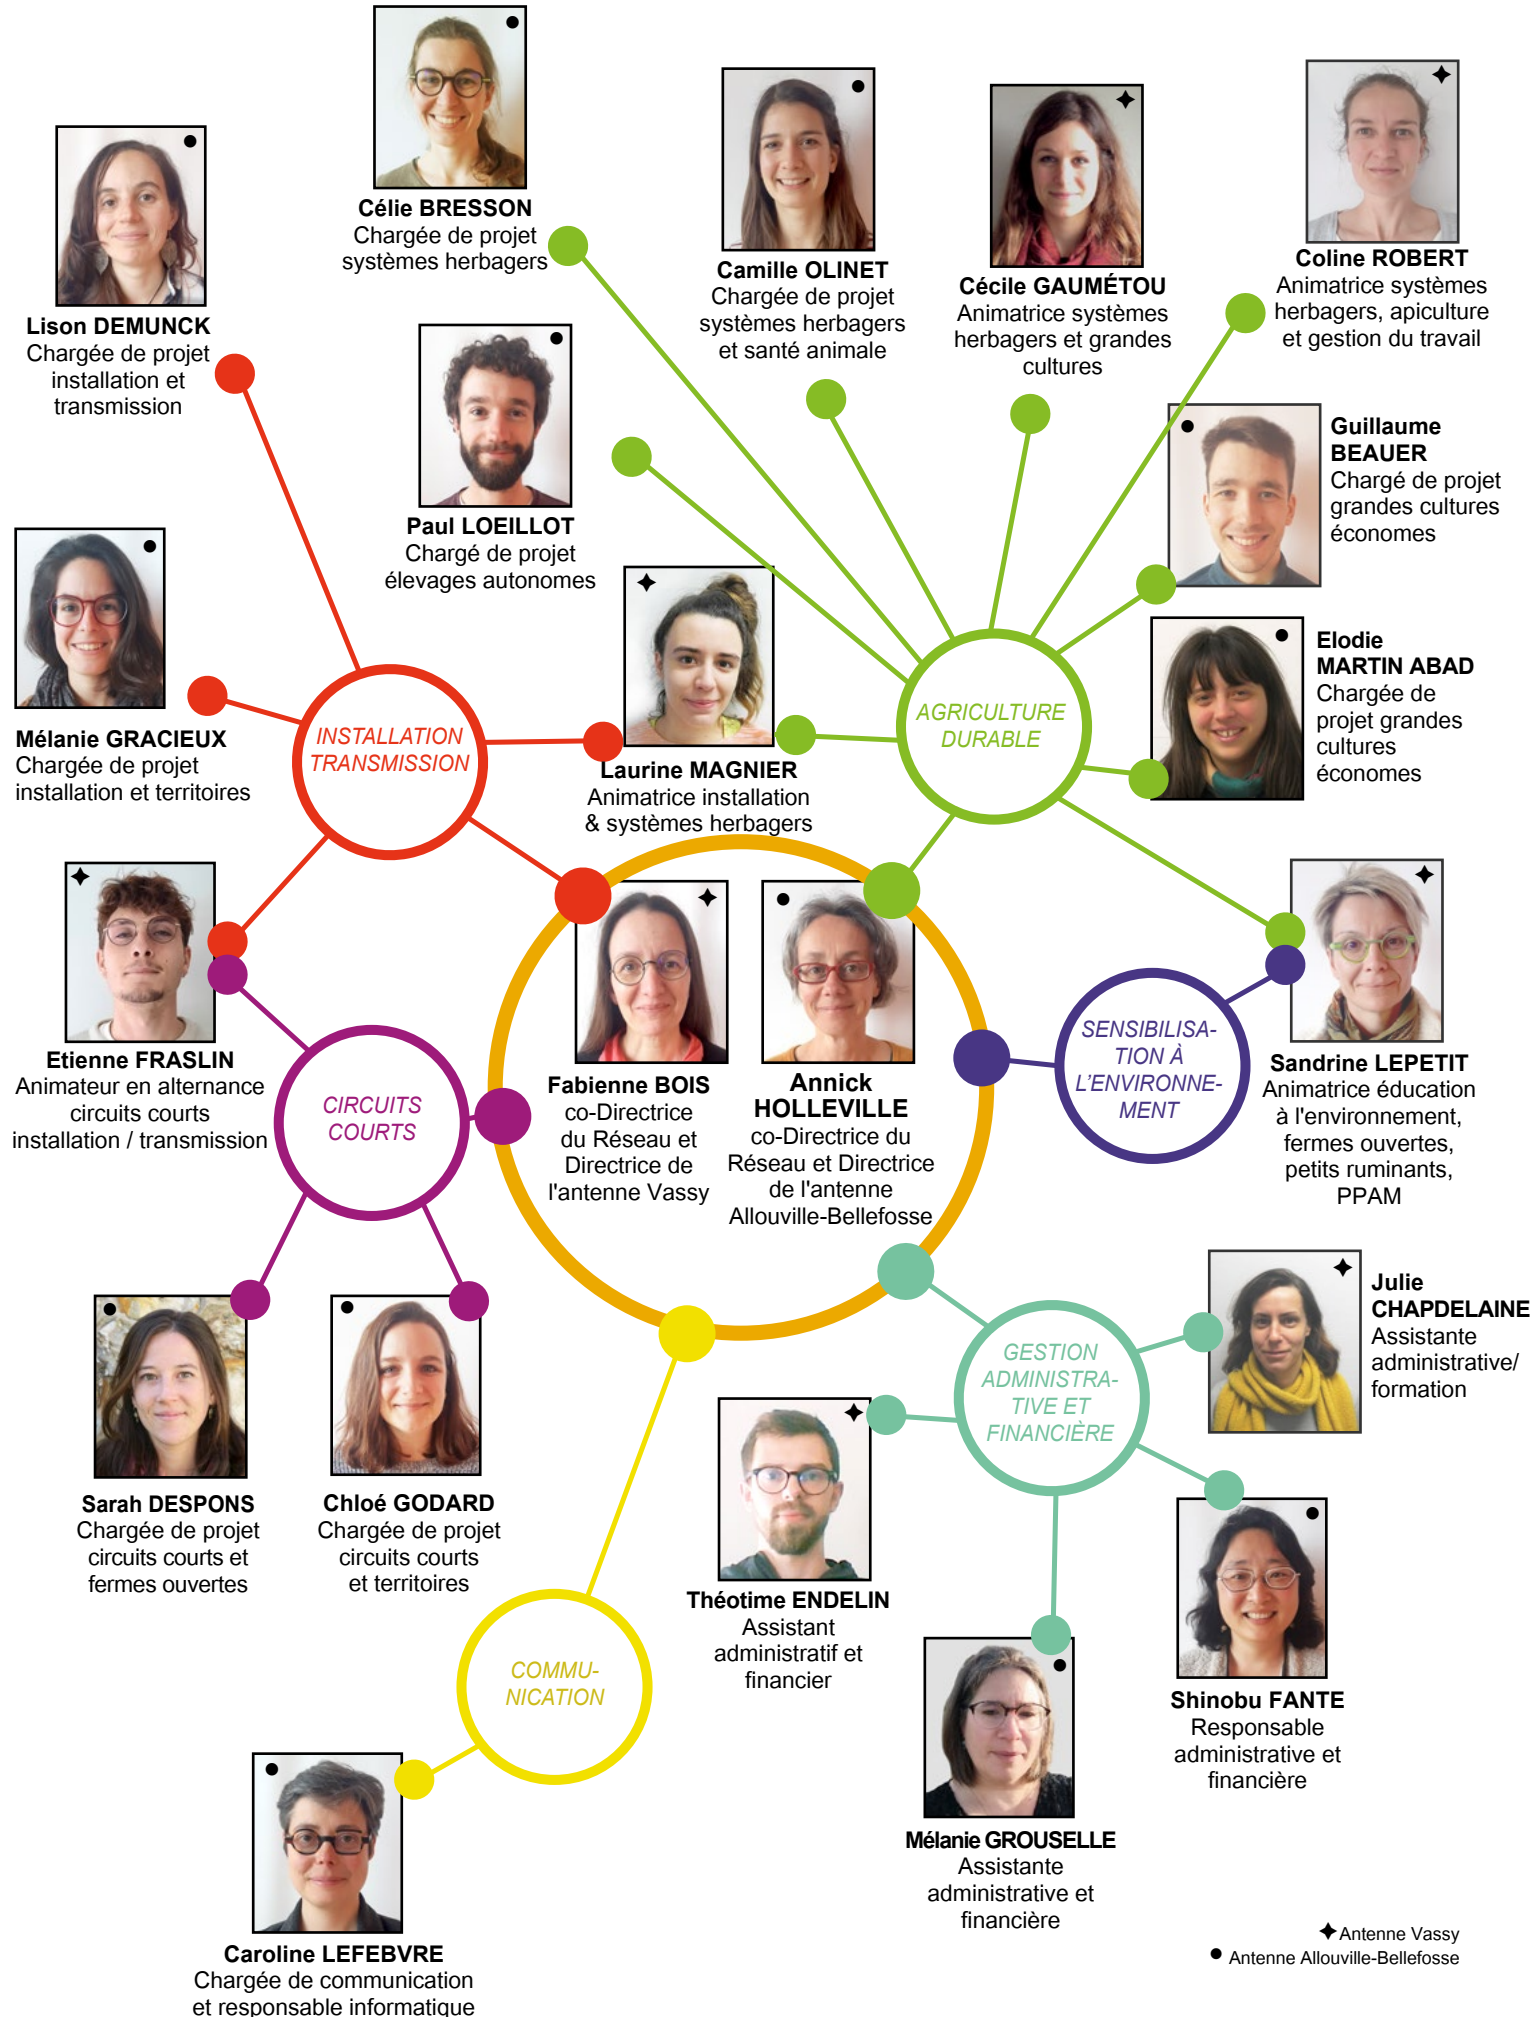 Célie BRESSON
Chargée de projet
systèmes herbagers
Camille OLINET
Chargée de projet
systèmes herbagers
et santé animale
Cécile GAUMÉTOU
Animatrice systèmes
herbagers et grandes
cultures
Coline ROBERT
Animatrice systèmes
herbagers, apiculture
et gestion du travail
Lison DEMUNCK
Chargée de projet
installation et
transmission
Paul LOEILLOT
Chargé de projet
élevages autonomes
Guillaume
BEAUER
Chargé de projet
grandes cultures
économes
Mélanie GRACIEUX
Chargée de projet
installation et territoires
INSTALLATION
TRANSMISSION
Laurine MAGNIER
Animatrice installation
& systèmes herbagers
AGRICULTURE
DURABLE
Elodie
MARTIN ABAD
Chargée de
projet grandes
cultures
économes
Etienne FRASLIN
Animateur en alternance
circuits courts
installation / transmission
CIRCUITS
COURTS
Fabienne BOIS
co-Directrice
du Réseau et
Directrice de
l'antenne Vassy
Annick
HOLLEVILLE
co-Directrice du
Réseau et Directrice
de l'antenne
Allouville-Bellefosse
SENSIBILISA-
TION À
L'ENVIRONNE-
MENT
Sandrine LEPETIT
Animatrice éducation
à l'environnement,
fermes ouvertes,
petits ruminants,
PPAM
Sarah DESPONS
Chargée de projet
circuits courts et
fermes ouvertes
Chloé GODARD
Chargée de projet
circuits courts
et territoires
GESTION
ADMINISTRA-
TIVE ET
FINANCIÈRE
Julie
CHAPDELAINE
Assistante
administrative/
formation
Théotime ENDELIN
Assistant
administratif et
financier
COMMU-
NICATION
Mélanie GROUSELLE
Assistante
administrative et
financière
Shinobu FANTE
Responsable
administrative et
financière
Caroline LEFEBVRE
Chargée de communication
et responsable informatique
Antenne Vassy
Antenne Allouville-Bellefosse